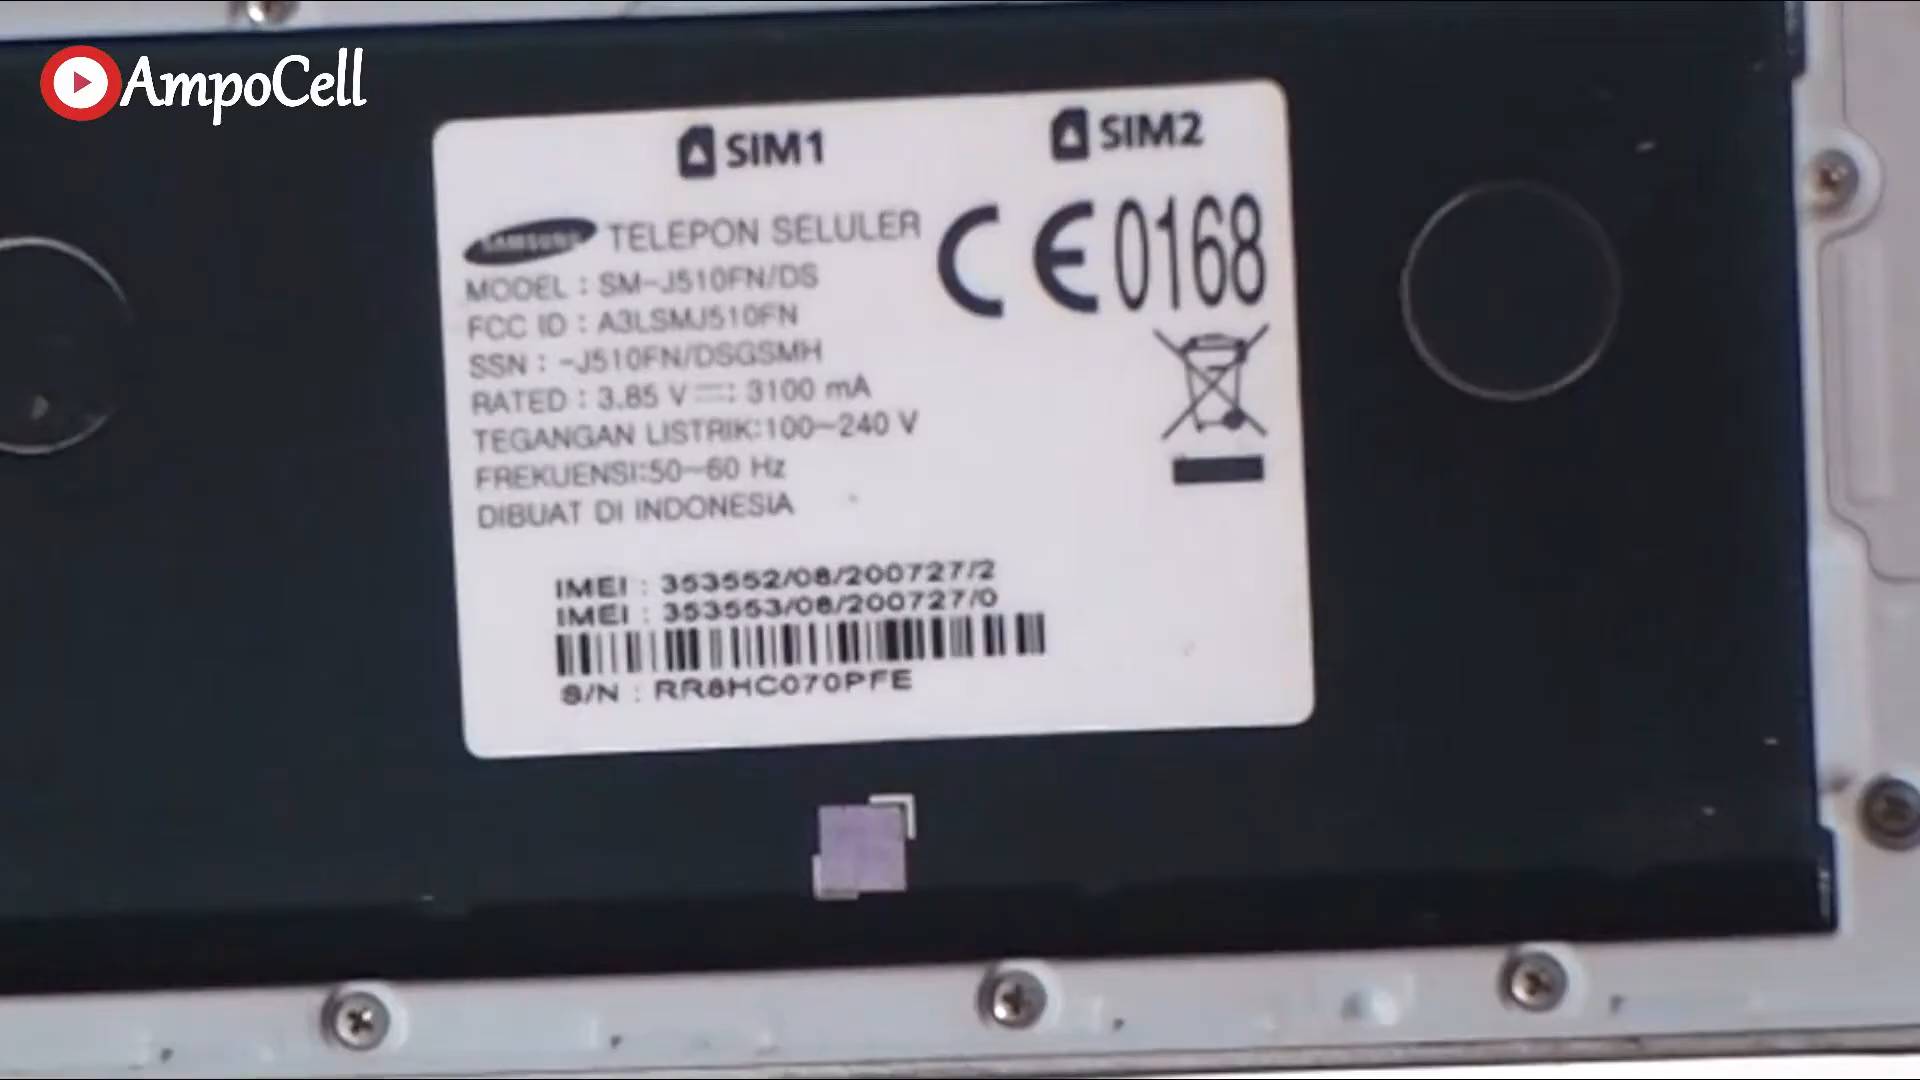 AmpoCell
SIM1 SIM2
SAMSUNG TELEPON SELULER CE0168
MODEL : SM-J510FN/DS
FCC ID : A3LSMJ510FN
SSN : -J510FN/DSGSMH
RATED : 3.85 V⎓; 3100 mA
TEGANGAN LISTRIK:100~240 V
FREKUENSI:50~60 Hz
DIBUAT DI INDONESIA
IMEI : 353552/08/200727/2
IMEI : 353553/08/200727/0
S/N : RR8HC070PFE